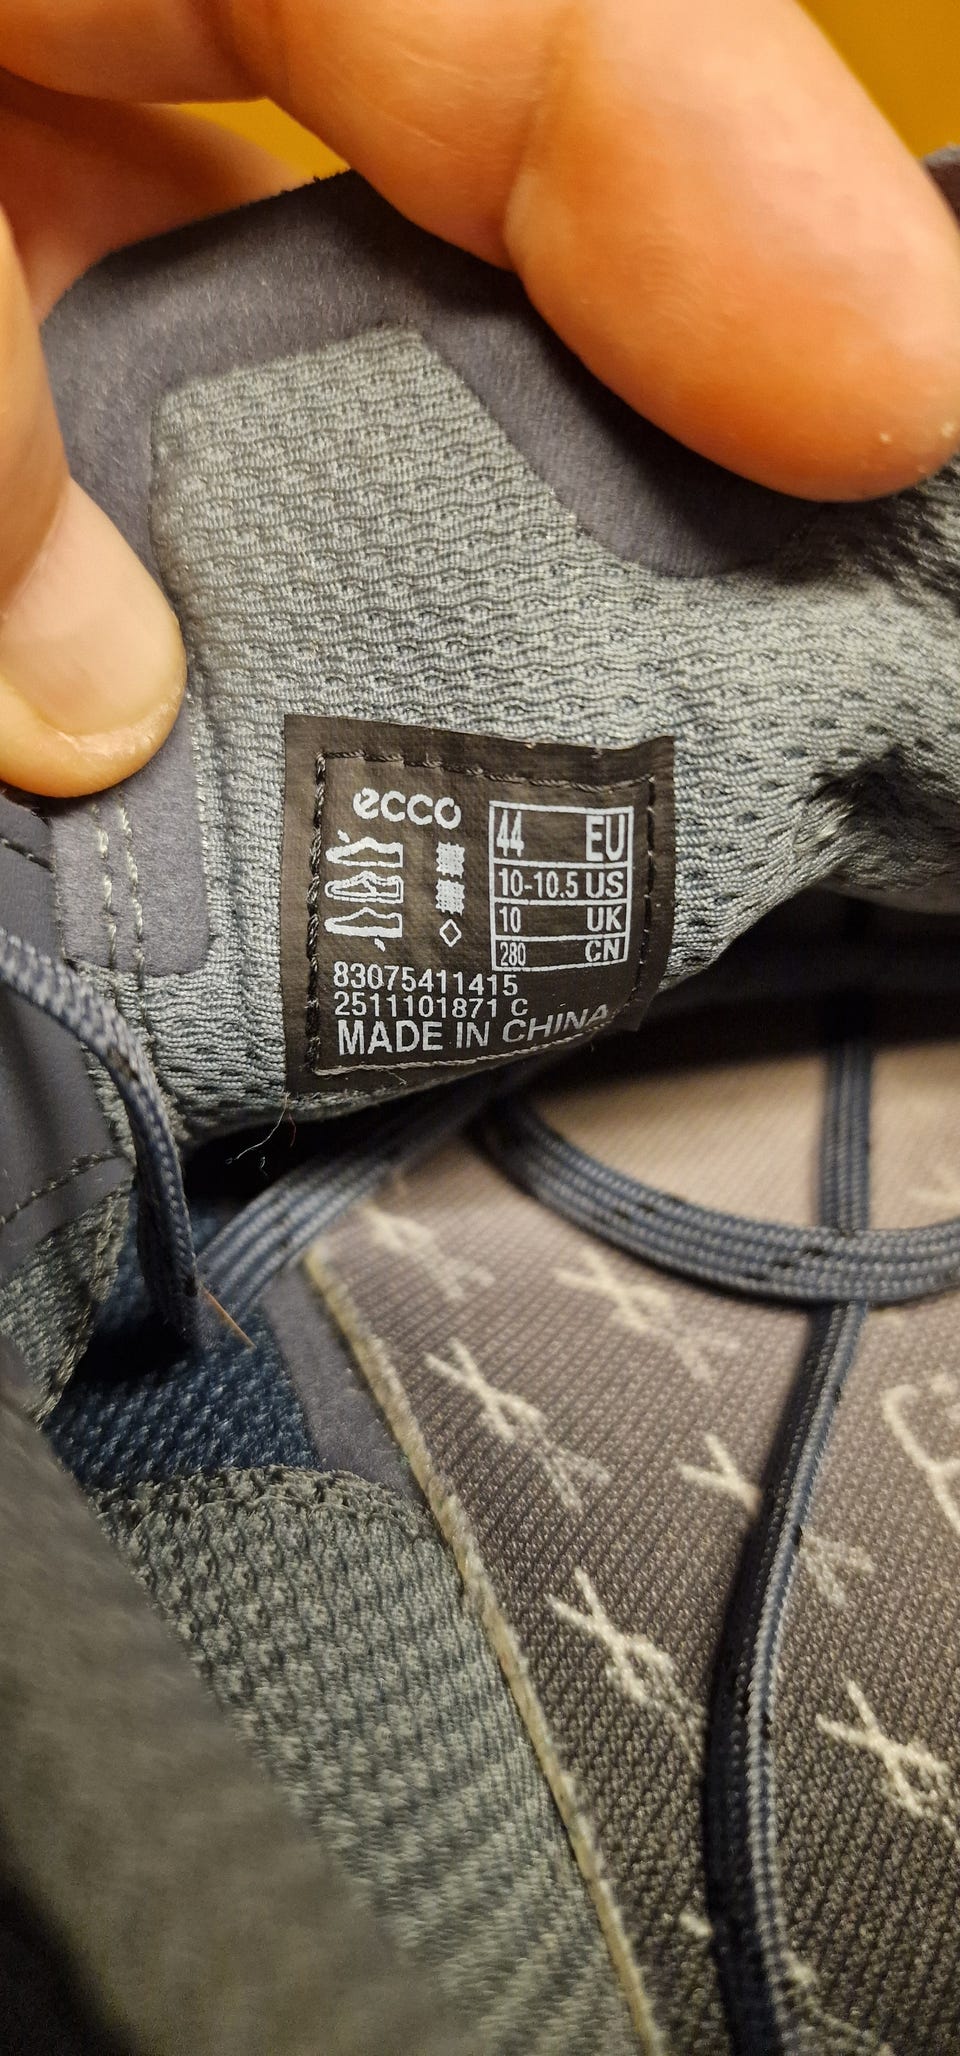 ecco
44 EU
10-10.5 US
10 UK
280 CN
83075411415
2511101871 C
MADE IN CHINA